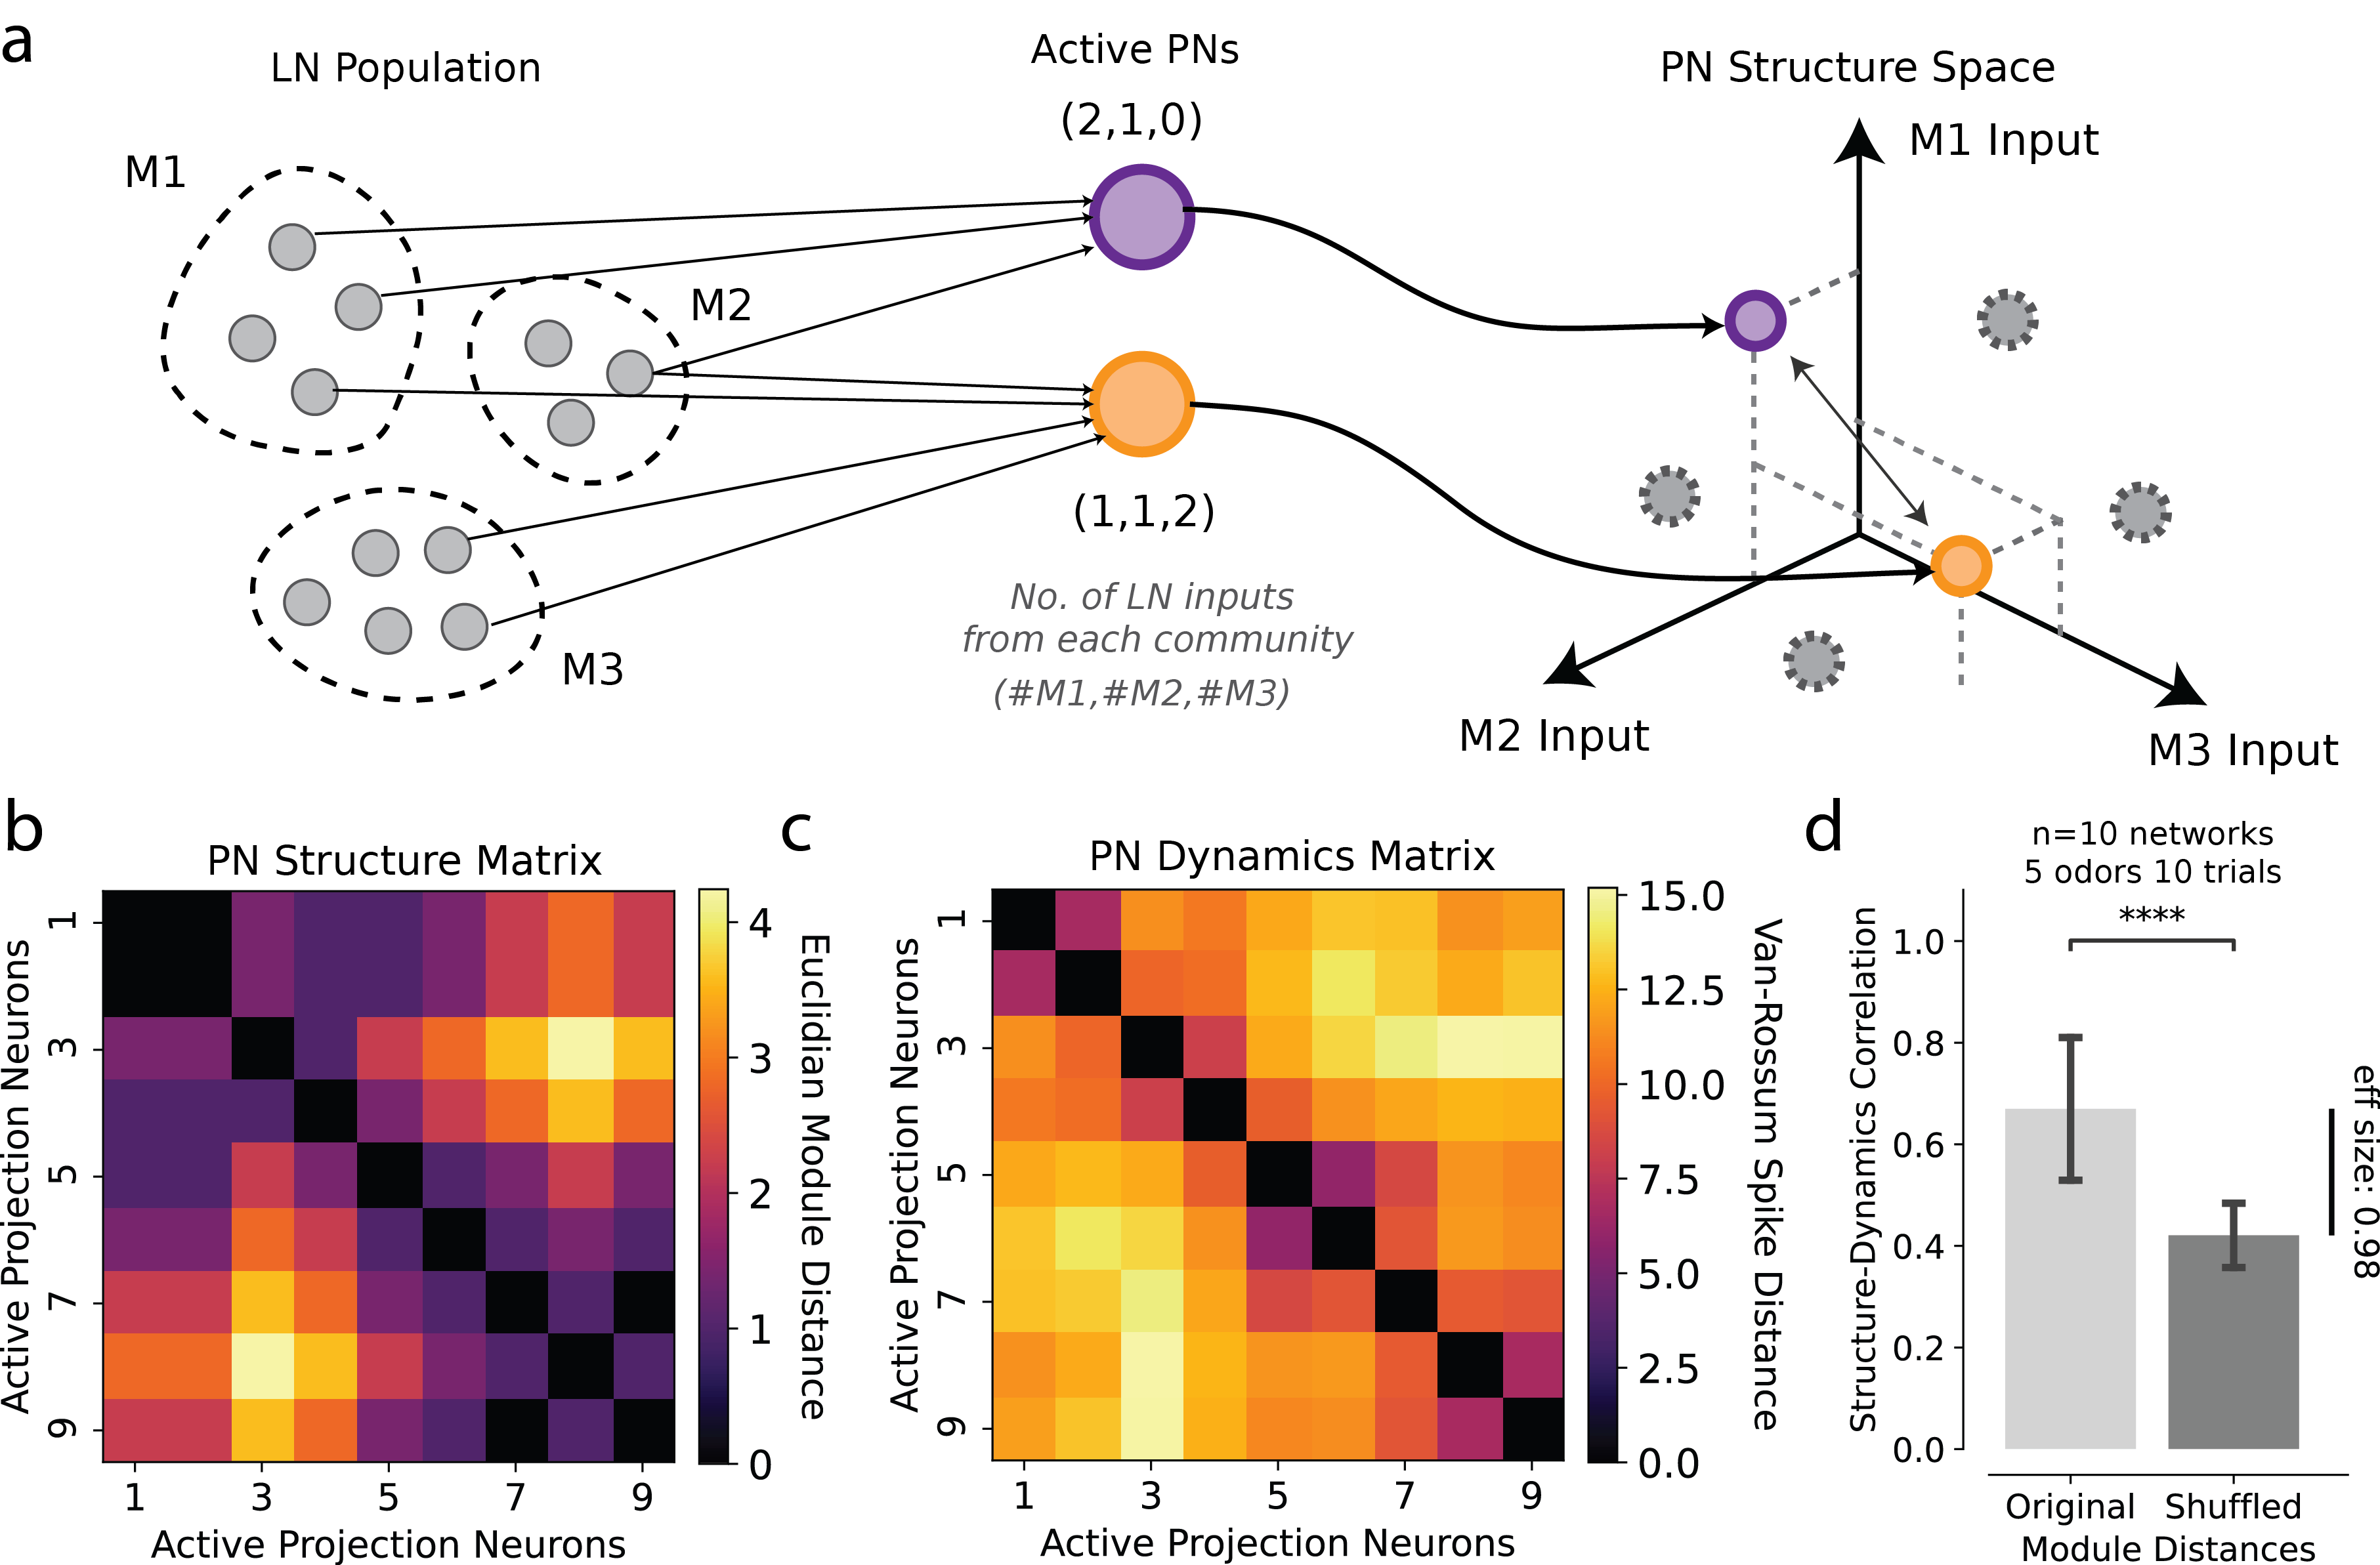 a
LN Population
Active PNs
PN Structure Space
(2,1,0)
M1 Input
M1
M2
(1,1,2)
No. of LN inputs
from each community
(#M1,#M2,#M3)
M3
M2 Input
M3 Input
b
PN Structure Matrix
1
3
5
7
9
Active Projection Neurons
1
3
5
7
9
Active Projection Neurons
4
3
2
1
0
Euclidian Module Distance
c
PN Dynamics Matrix
1
3
5
7
9
Active Projection Neurons
1
3
5
7
9
Active Projection Neurons
15.0
12.5
10.0
7.5
5.0
2.5
0.0
Van-Rossum Spike Distance
d
n=10 networks
5 odors 10 trials
****
1.0
0.8
0.6
0.4
0.2
0.0
Structure-Dynamics Correlation
eff size: 0.98
Original Shuffled
Module Distances